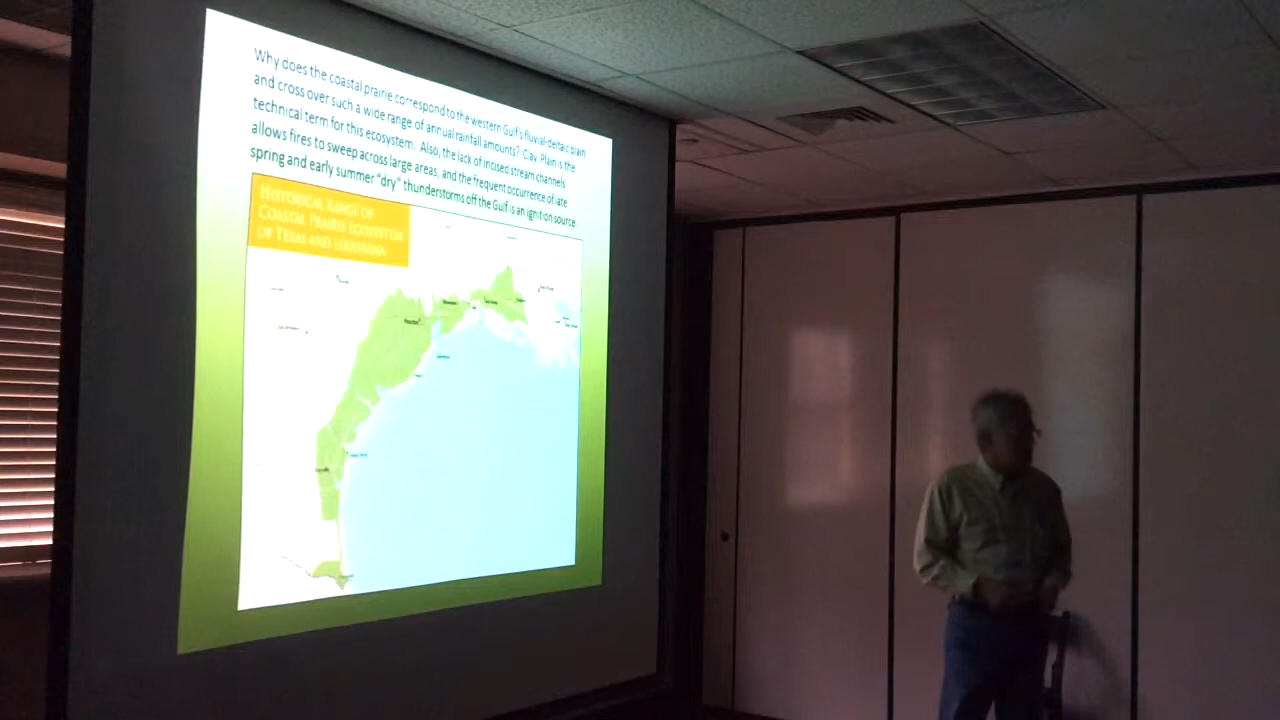 Why does the coastal prairie correspond to the western Gulf's fluvial-deltaic plain
and cross over such a wide range of annual rainfall amounts? Clay Plain is the
technical term for this ecosystem. Also, the lack of incised stream channels
allows fires to sweep across large areas, and the frequent occurrence of late
spring and early summer "dry" thunderstorms off the Gulf is an ignition source.
Historical Range of
Coastal Prairie Ecosystem
of Texas and Louisiana
Houston